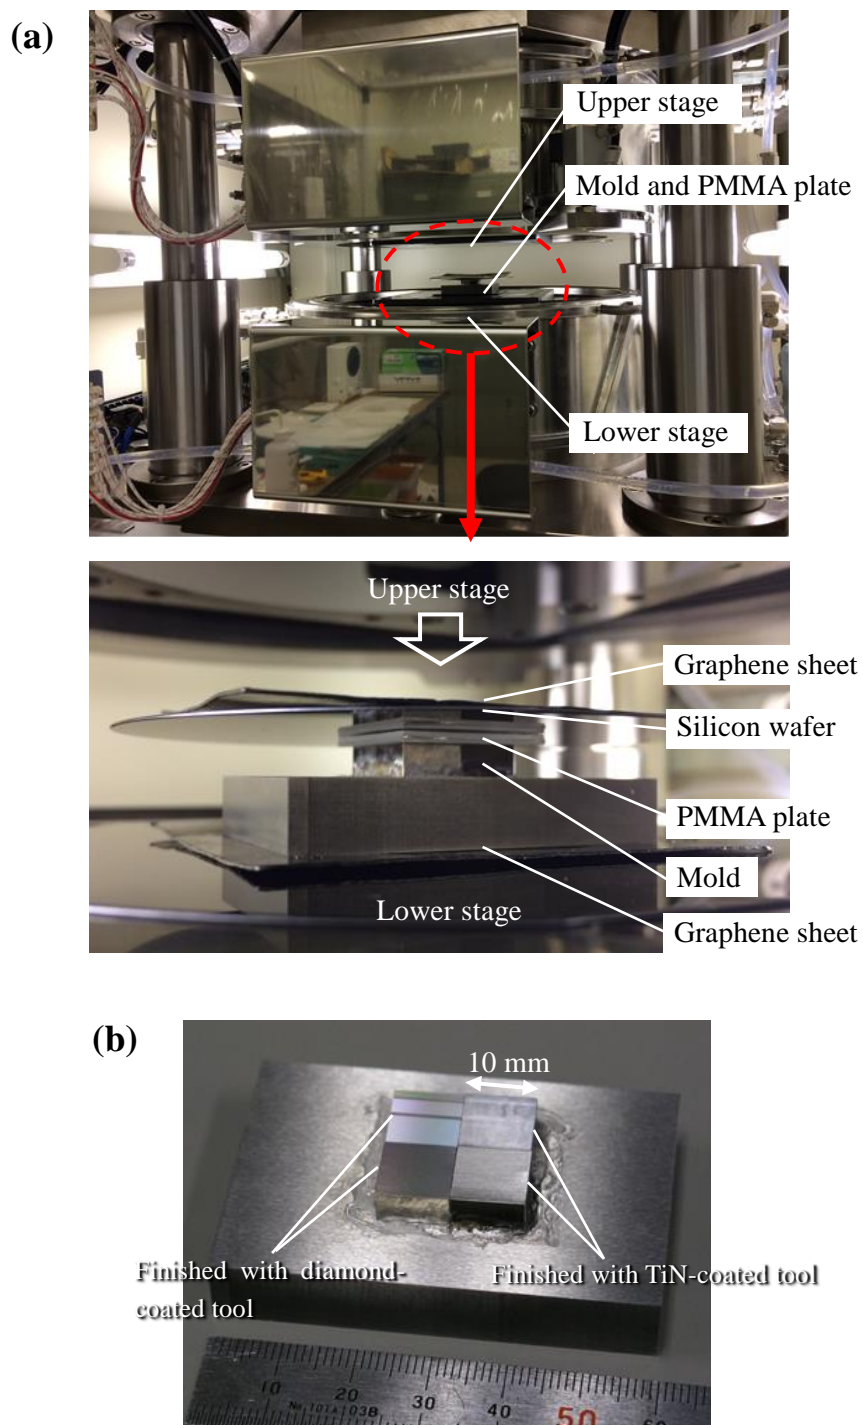 (a)
Upper stage
Mold and PMMA plate
Lower stage
Upper stage
Graphene sheet
Silicon wafer
PMMA plate
Mold
Lower stage
Graphene sheet
(b)
10 mm
Finished with diamond-
coated tool
Finished with TiN-coated tool
10 20 30 40 50
No. 101A103B